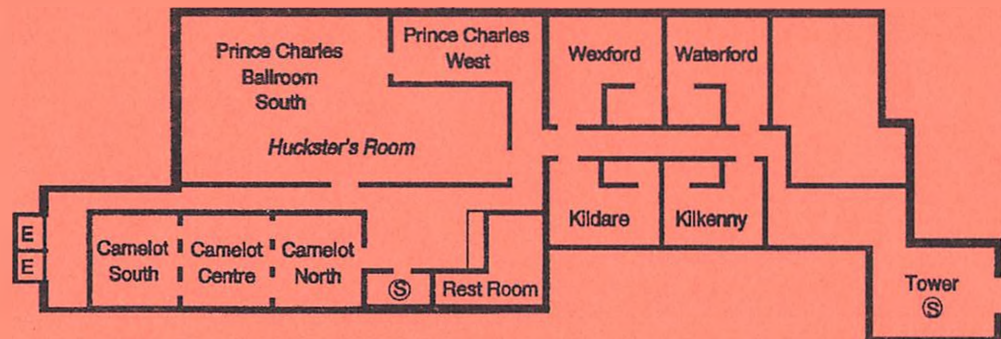 Prince Charles
Ballroom
South
Huckster's Room
Prince Charles
West
Wexford
Waterford
Kildare
Kilkenny
E
E
Camelot
South
Camelot
Centre
Camelot
North
S
Rest Room
Tower
S